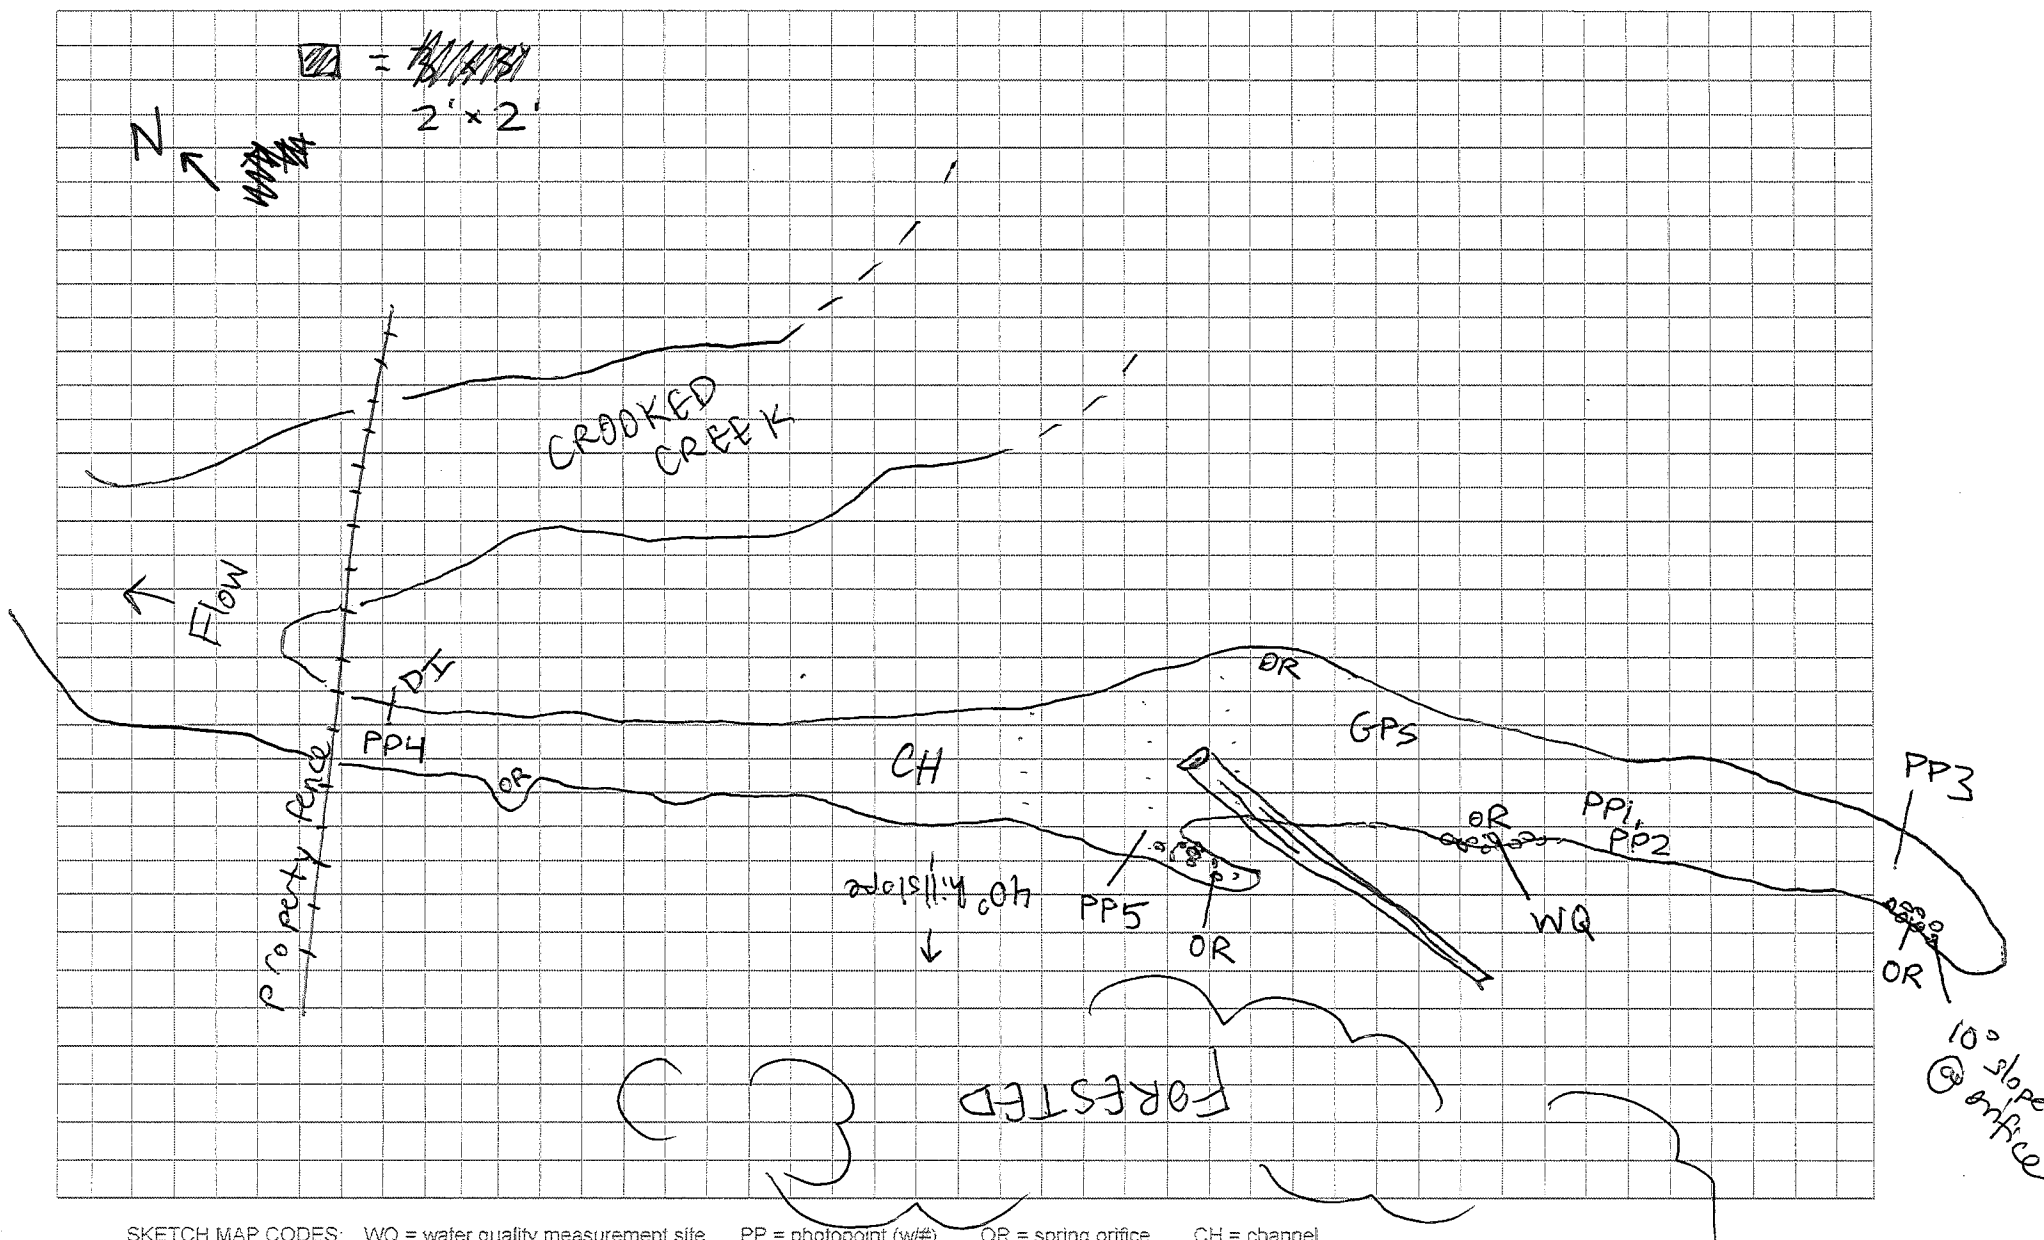 =
2' x 2'
N
CROOKED
CREEK
Flow
DI
PP4
Property fence
OR
CH
OR
GPS
PP1,
PP2
OR
WQ
PP3
OR
10° slope
@ orifice
40° hillslope
PP5
OR
FORESTED
SKETCH MAP CODES: WQ = water quality measurement site PP = photopoint (w/#) OR = spring orifice CH = channel